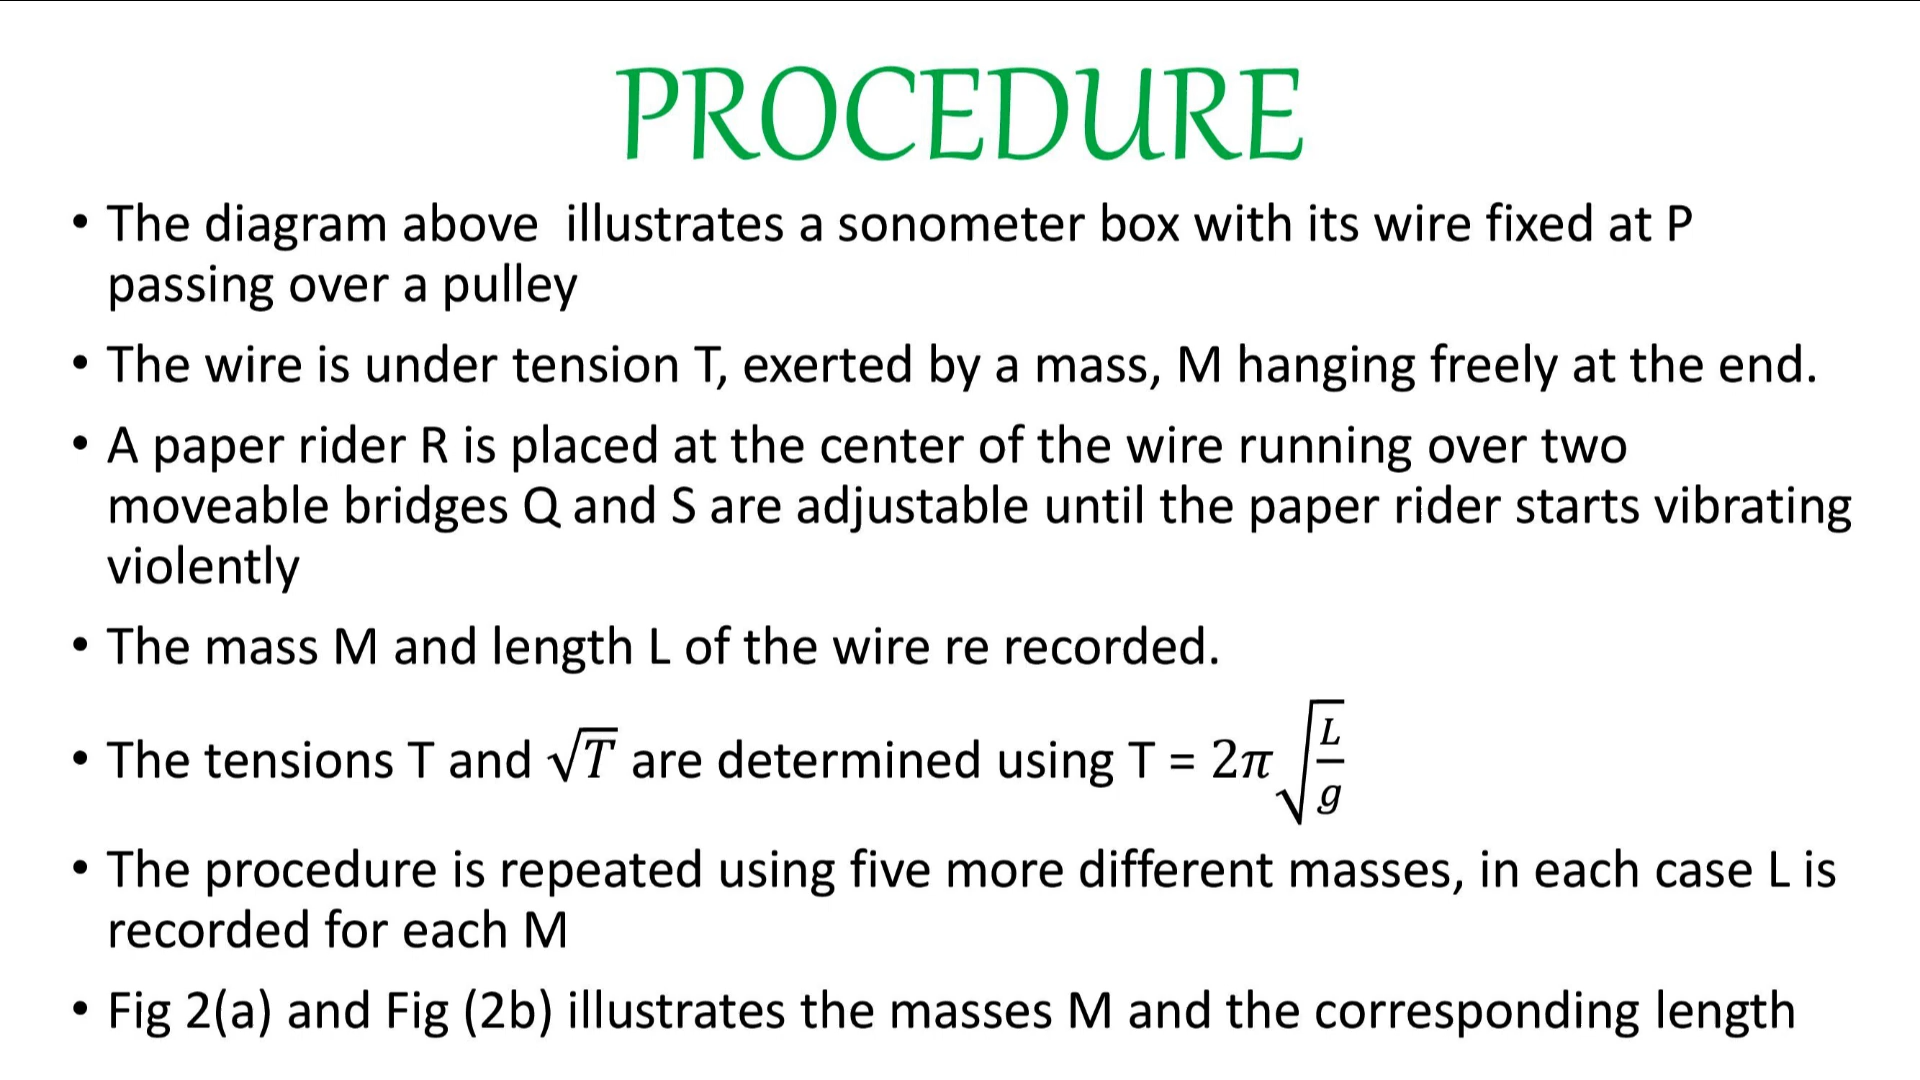 PROCEDURE
• The diagram above  illustrates a sonometer box with its wire fixed at P
passing over a pulley
• The wire is under tension T, exerted by a mass, M hanging freely at the end.
• A paper rider R is placed at the center of the wire running over two
moveable bridges Q and S are adjustable until the paper rider starts vibrating
violently
• The mass M and length L of the wire re recorded.
• The tensions T and √T are determined using T = 2π√(L/g)
• The procedure is repeated using five more different masses, in each case L is
recorded for each M
• Fig 2(a) and Fig (2b) illustrates the masses M and the corresponding length